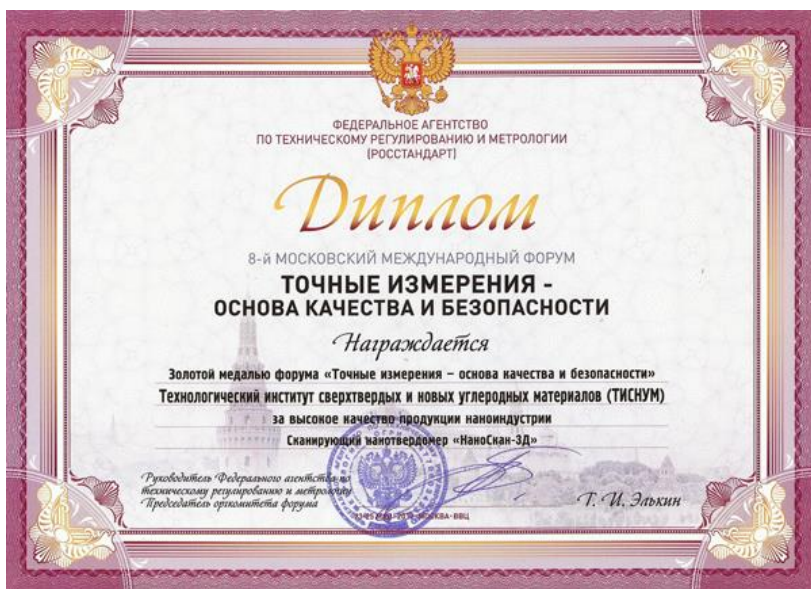 ФЕДЕРАЛЬНОЕ АГЕНТСТВО
ПО ТЕХНИЧЕСКОМУ РЕГУЛИРОВАНИЮ И МЕТРОЛОГИИ
(РОССТАНДАРТ)
Диплом
8-й МОСКОВСКИЙ МЕЖДУНАРОДНЫЙ ФОРУМ
ТОЧНЫЕ ИЗМЕРЕНИЯ -
ОСНОВА КАЧЕСТВА И БЕЗОПАСНОСТИ
Награждается
Золотой медалью форума «Точные измерения – основа качества и безопасности»
Технологический институт сверхтвердых и новых углеродных материалов (ТИСНУМ)
за высокое качество продукции наноиндустрии
Сканирующий нанотвердомер «НаноСкан-3Д»
Руководитель Федерального агентства по
техническому регулированию и метрологии
Председатель оргкомитета форума
Г. И. Элькин
МОСКВА-ВВЦ